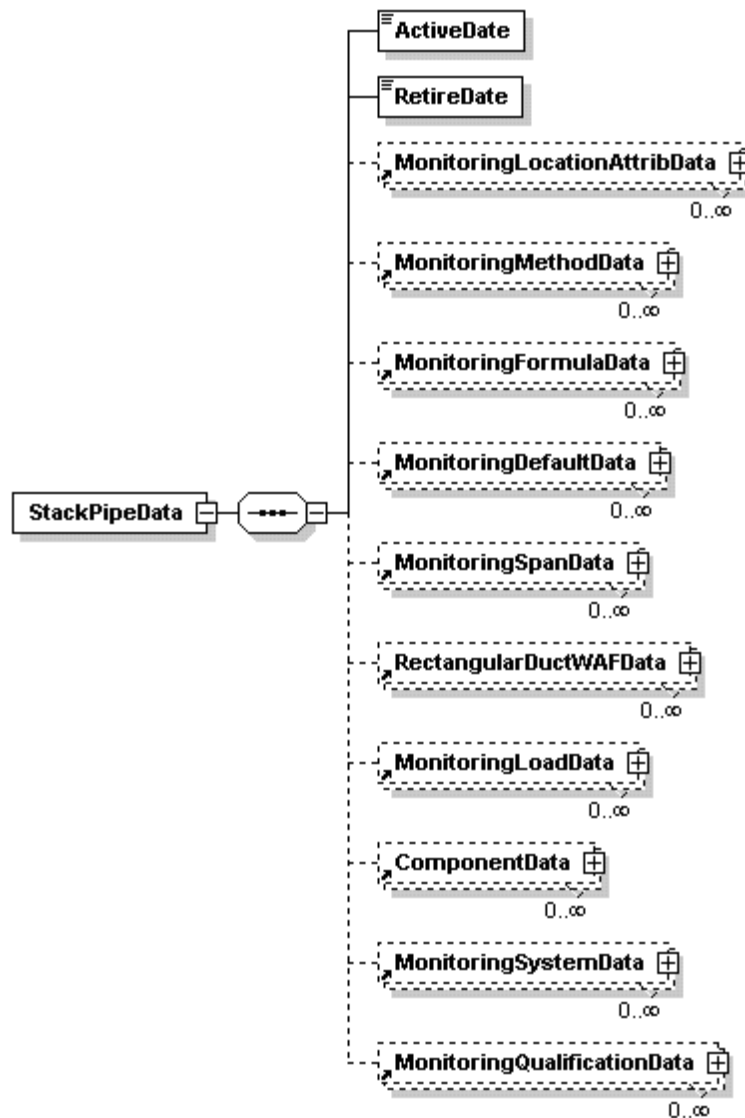 ActiveDate
RetireDate
MonitoringLocationAttribData
0..∞
MonitoringMethodData
0..∞
MonitoringFormulaData
0..∞
MonitoringDefaultData
0..∞
StackPipeData
MonitoringSpanData
0..∞
RectangularDuctWAFData
0..∞
MonitoringLoadData
0..∞
ComponentData
0..∞
MonitoringSystemData
0..∞
MonitoringQualificationData
0..∞